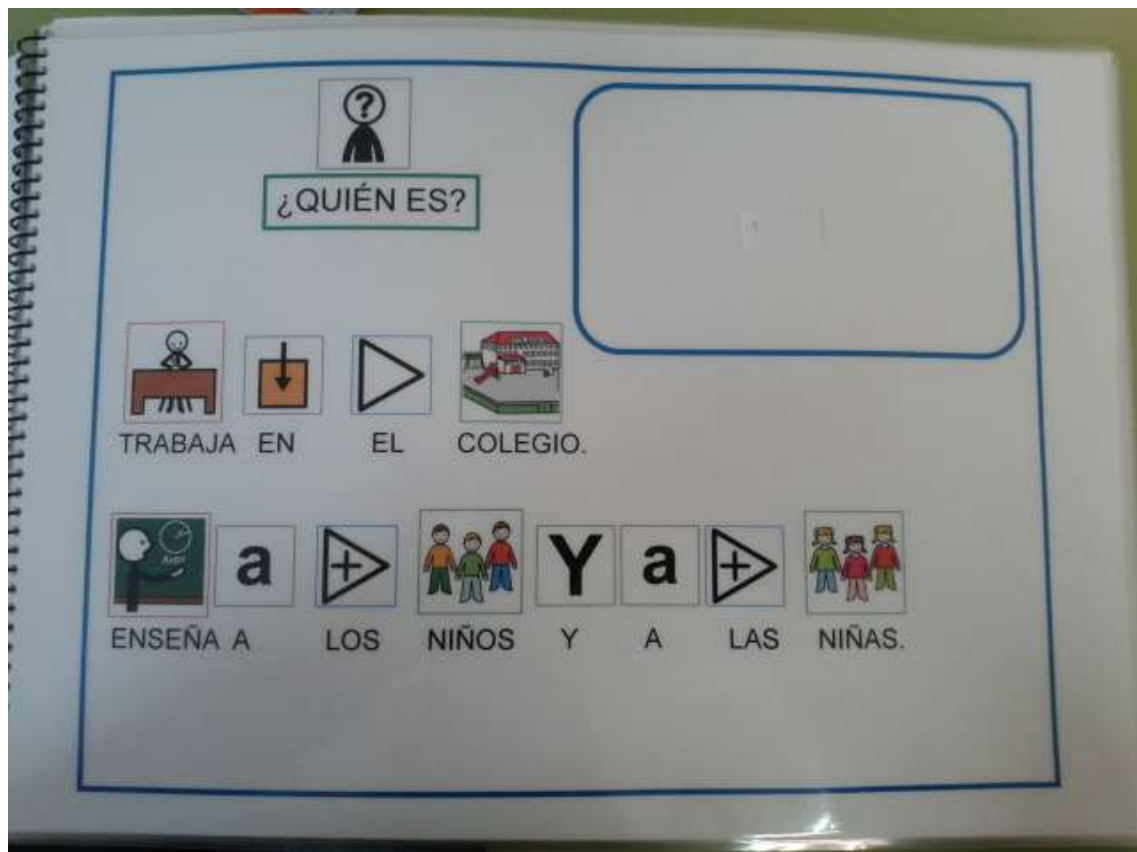 ¿QUIÉN ES?
TRABAJA EN EL COLEGIO.
a Y a
ENSEÑA A LOS NIÑOS Y A LAS NIÑAS.